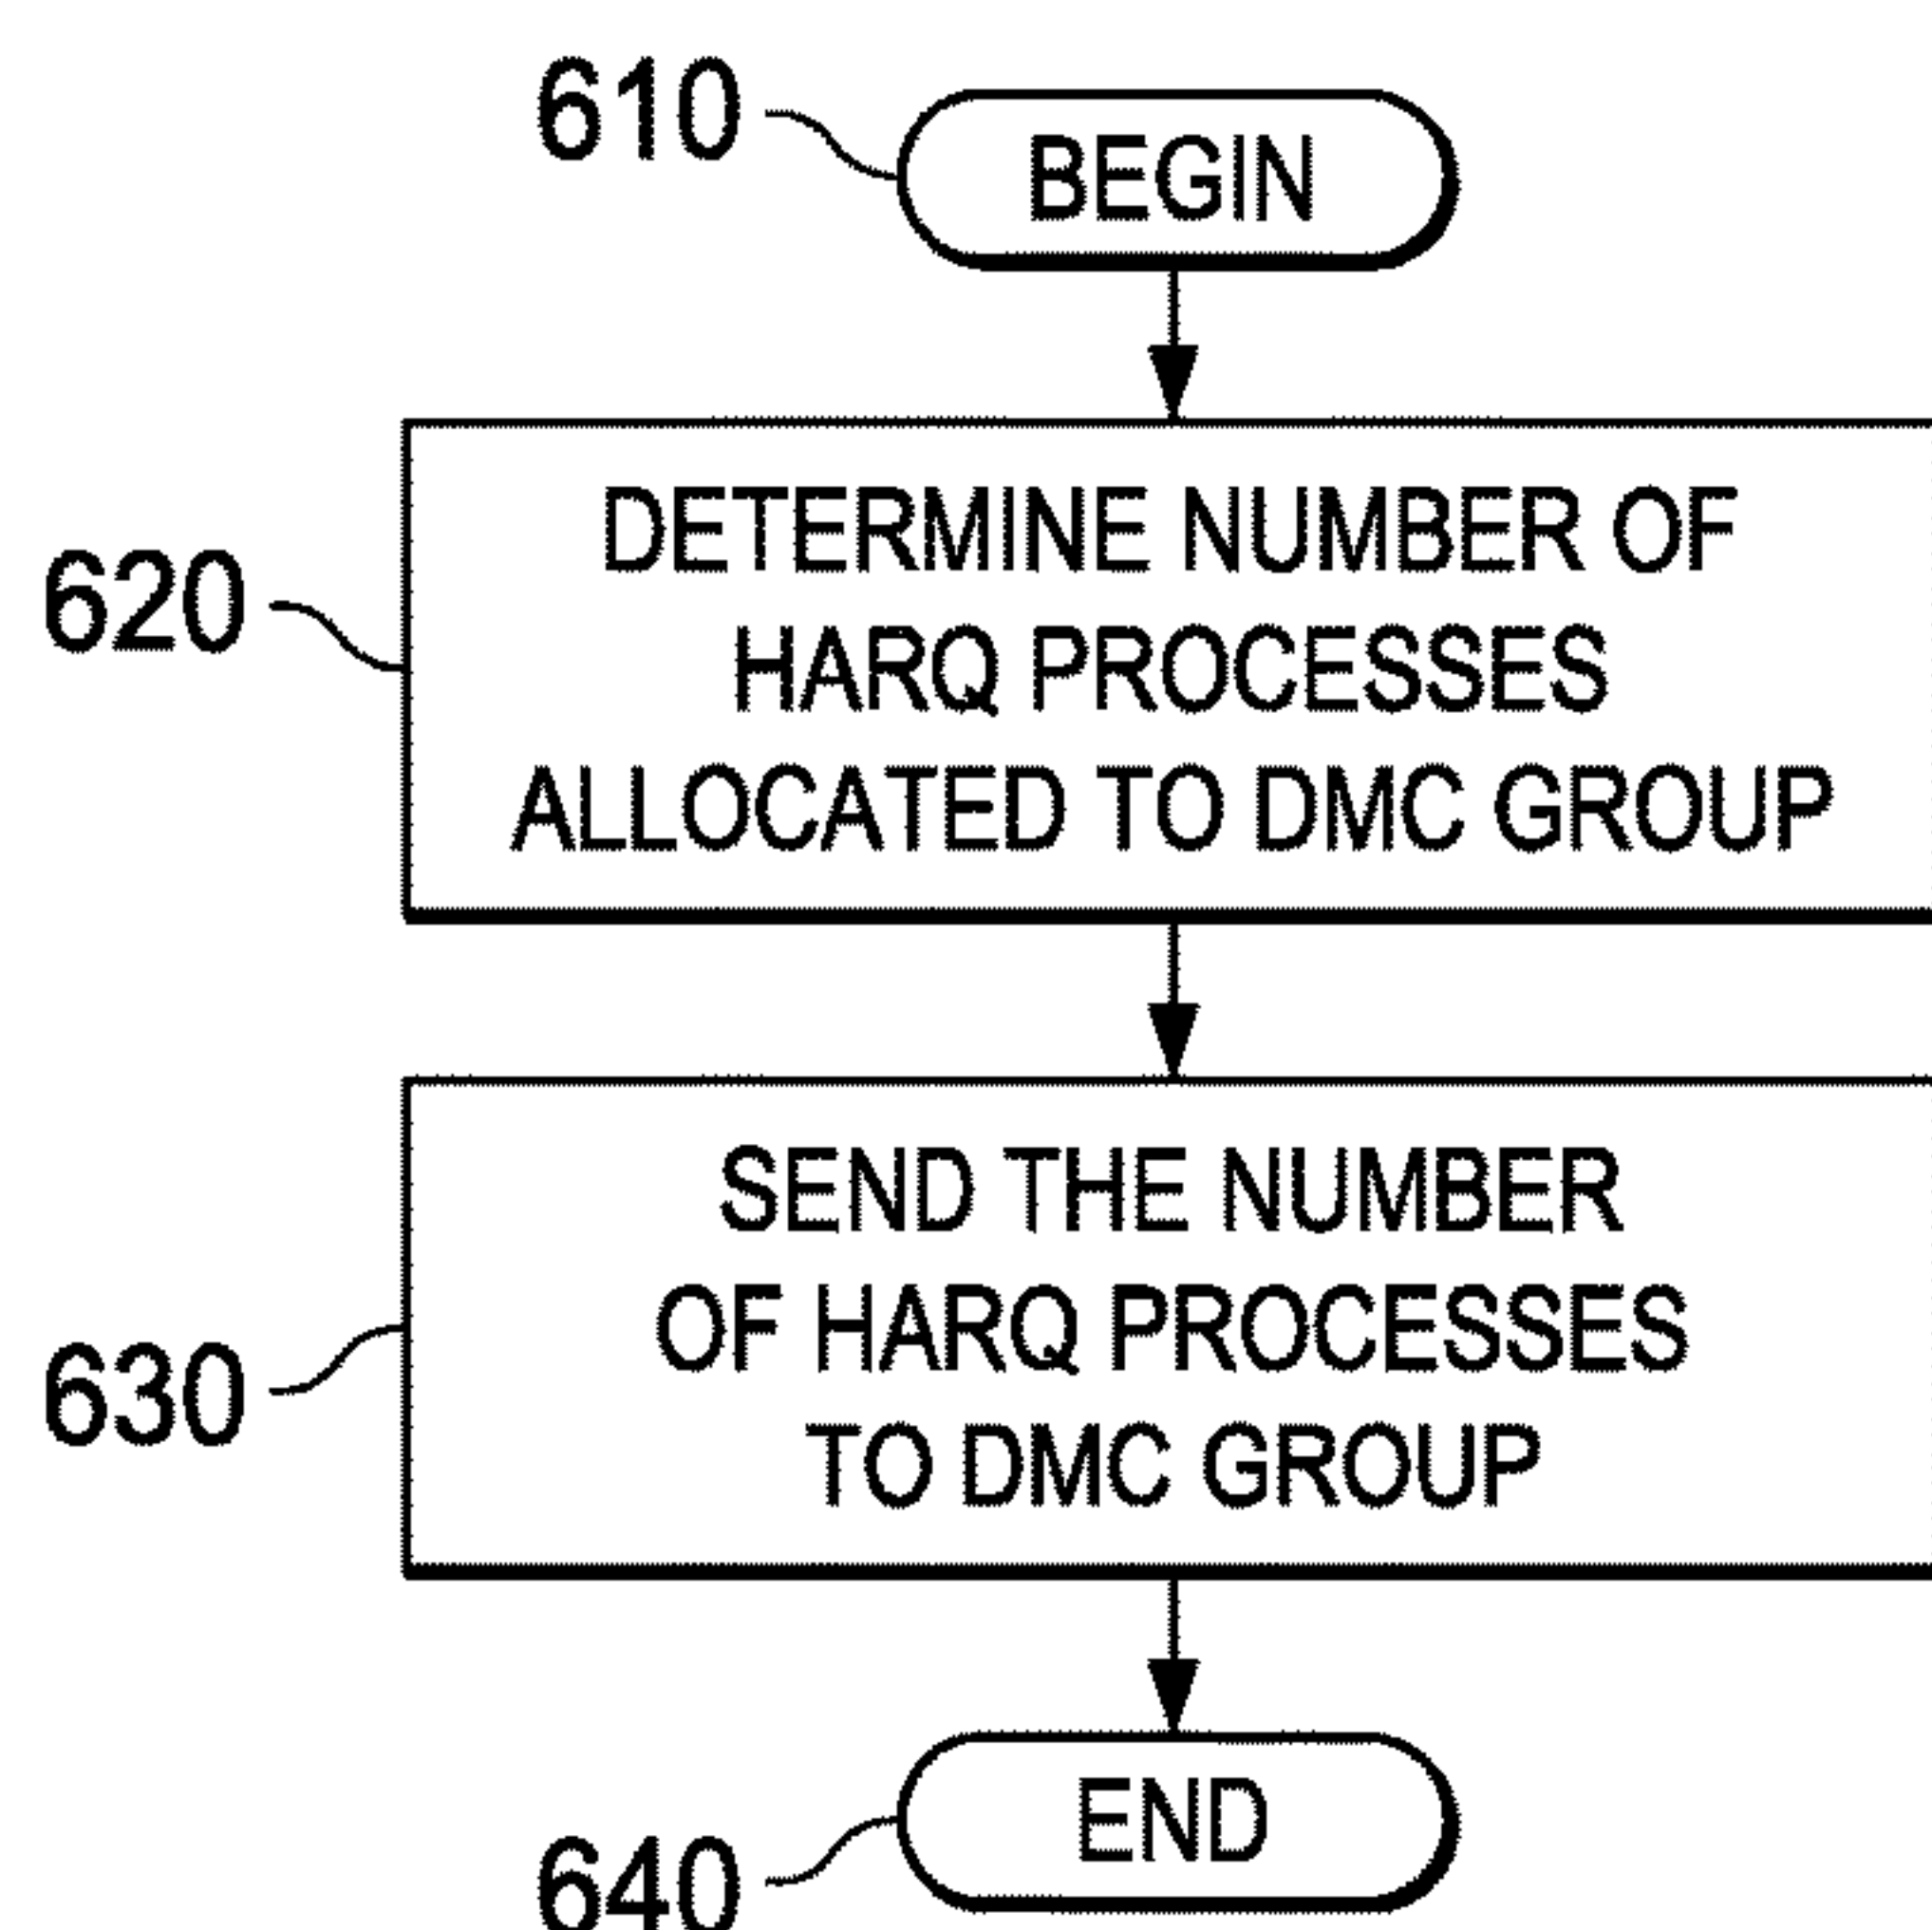 610
BEGIN
620
DETERMINE NUMBER OF
HARQ PROCESSES
ALLOCATED TO DMC GROUP
630
SEND THE NUMBER
OF HARQ PROCESSES
TO DMC GROUP
640
END